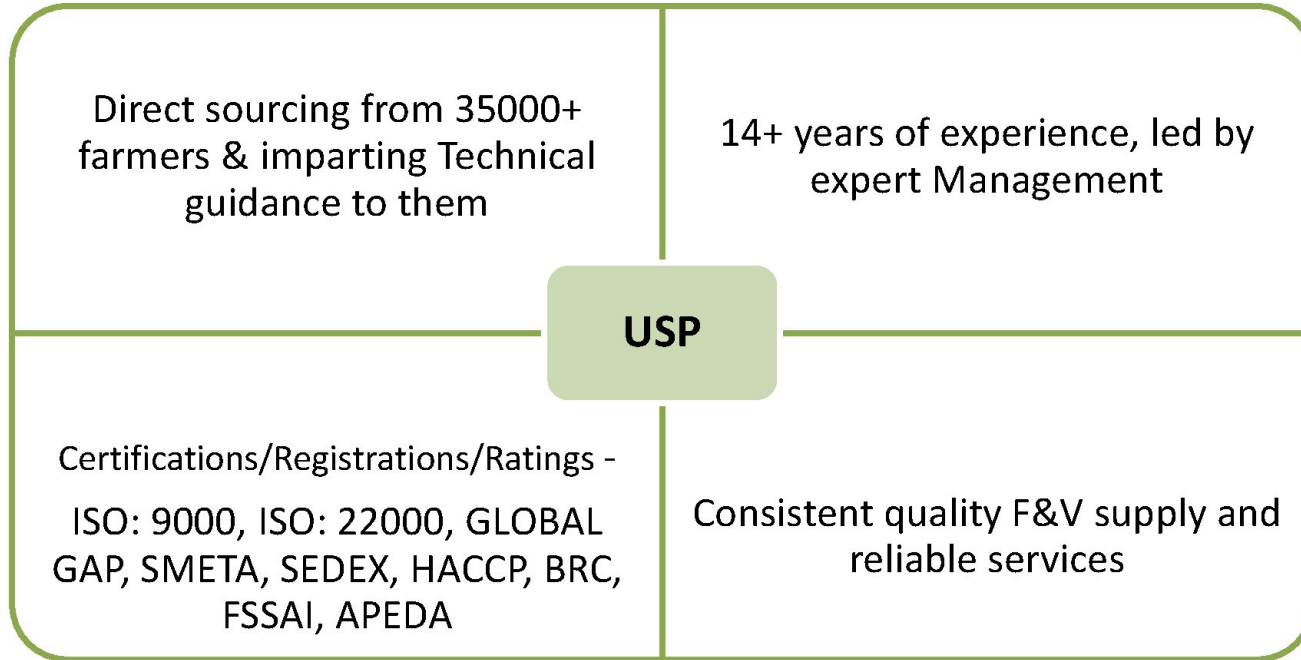 Direct sourcing from 35000+
farmers & imparting Technical
guidance to them
14+ years of experience, led by
expert Management
USP
Certifications/Registrations/Ratings -
ISO: 9000, ISO: 22000, GLOBAL
GAP, SMETA, SEDEX, HACCP, BRC,
FSSAI, APEDA
Consistent quality F&V supply and
reliable services